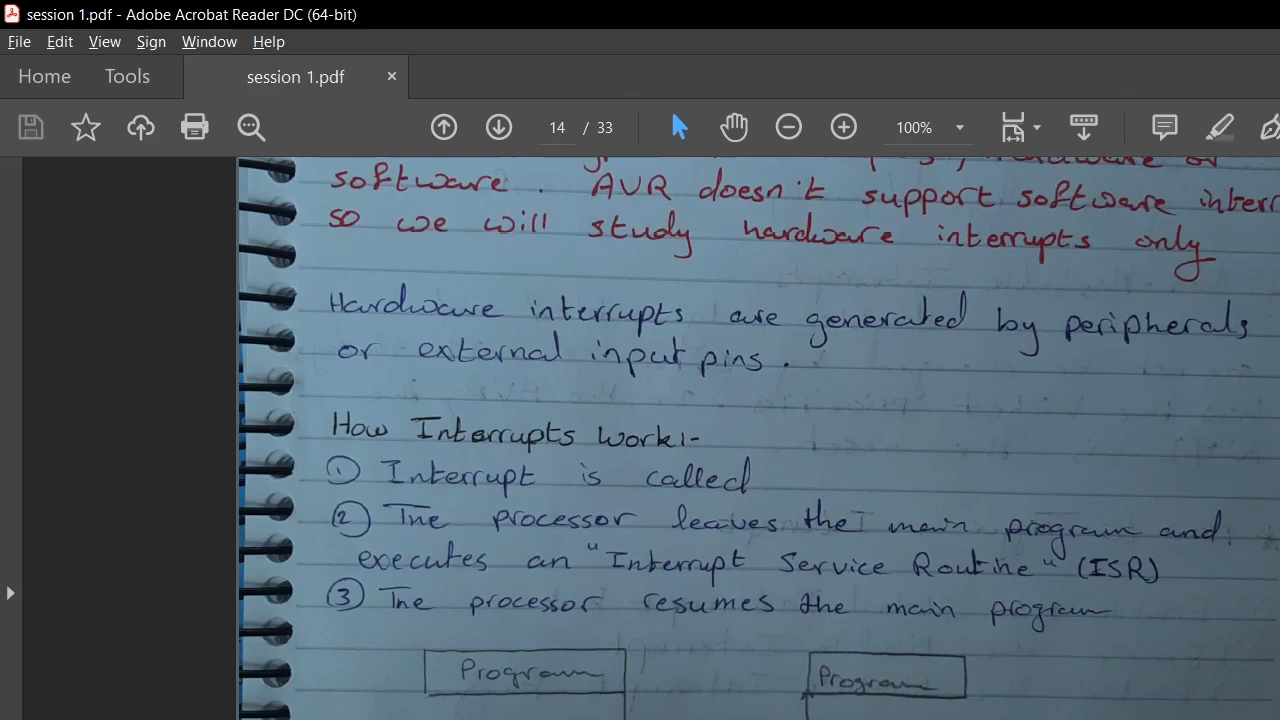 session 1.pdf - Adobe Acrobat Reader DC (64-bit)
File Edit View Sign Window Help
Home Tools session 1.pdf ×
14 / 33 100%
software. AVR doesn't support software
so we will study hardware interrupts only
Hardware interrupts are generated by peripherals
or external input pins.
How Interrupts Work:-
① Interrupt is called
② The processor leaves the main program and
executes an "Interrupt Service Routine" (ISR)
③ The processor resumes the main program
Program Program